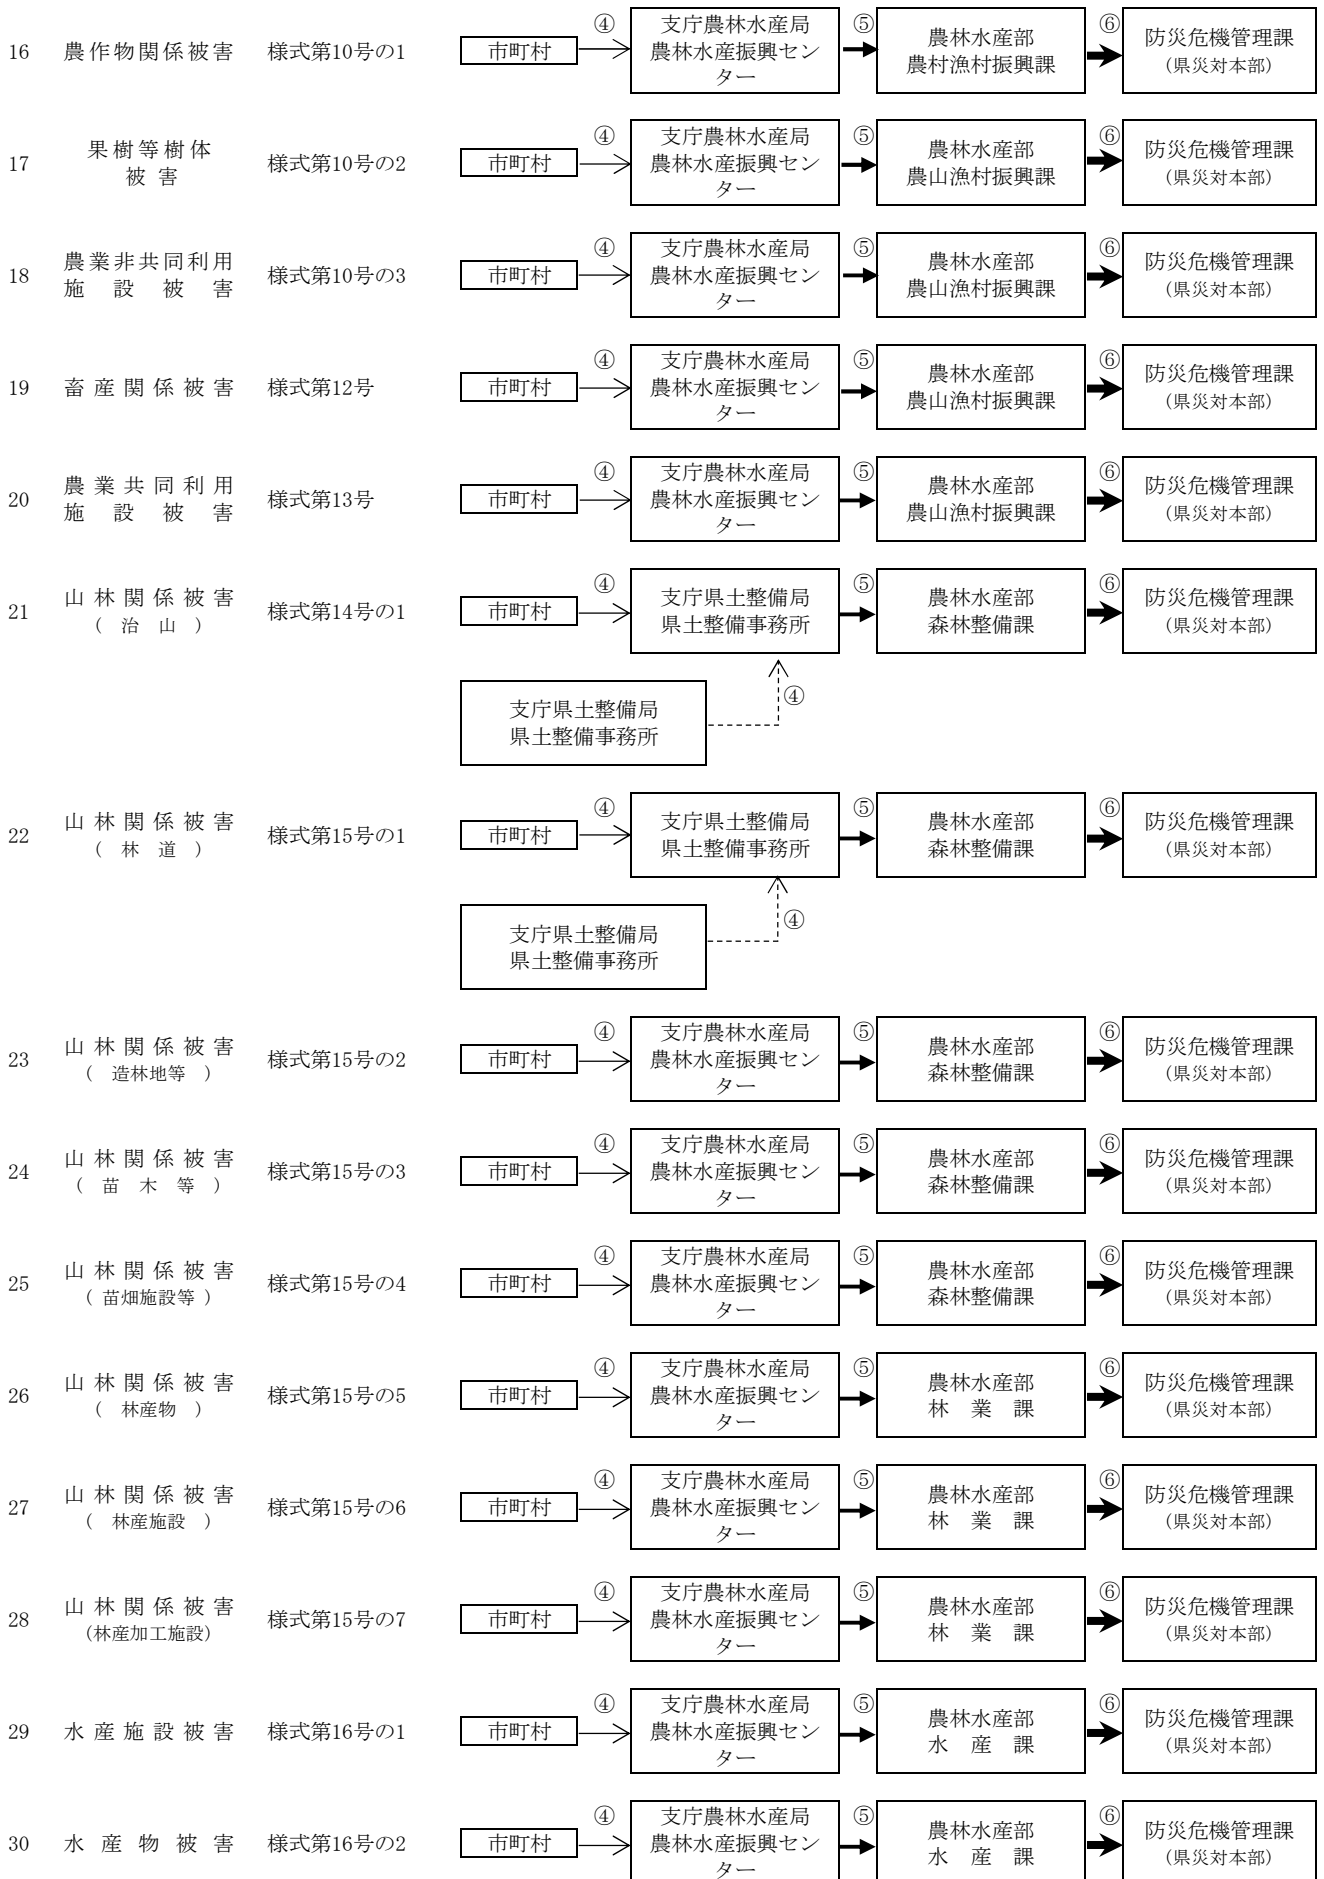 ④ ⑤ ⑥
16 農作物関係被害 様式第10号の1 市町村 支庁農林水産局 農林水産部 防災危機管理課
農林水産振興セン 農村漁村振興課 (県災対本部)
ター
④ ⑤ ⑥
17 果樹等樹体 様式第10号の2 市町村 支庁農林水産局 農林水産部 防災危機管理課
被害 農林水産振興セン 農山漁村振興課 (県災対本部)
ター
④ ⑤ ⑥
18 農業非共同利用 様式第10号の3 市町村 支庁農林水産局 農林水産部 防災危機管理課
施設被害 農林水産振興セン 農山漁村振興課 (県災対本部)
ター
④ ⑤ ⑥
19 畜産関係被害 様式第12号 市町村 支庁農林水産局 農林水産部 防災危機管理課
農林水産振興セン 農山漁村振興課 (県災対本部)
ター
④ ⑤ ⑥
20 農業共同利用 様式第13号 市町村 支庁農林水産局 農林水産部 防災危機管理課
施設被害 農林水産振興セン 農山漁村振興課 (県災対本部)
ター
④ ⑤ ⑥
21 山林関係被害 様式第14号の1 市町村 支庁県土整備局 農林水産部 防災危機管理課
(治山) 県土整備事務所 森林整備課 (県災対本部)
④
支庁県土整備局
県土整備事務所
④ ⑤ ⑥
22 山林関係被害 様式第15号の1 市町村 支庁県土整備局 農林水産部 防災危機管理課
(林道) 県土整備事務所 森林整備課 (県災対本部)
④
支庁県土整備局
県土整備事務所
④ ⑤ ⑥
23 山林関係被害 様式第15号の2 市町村 支庁農林水産局 農林水産部 防災危機管理課
(造林地等) 農林水産振興セン 森林整備課 (県災対本部)
ター
④ ⑤ ⑥
24 山林関係被害 様式第15号の3 市町村 支庁農林水産局 農林水産部 防災危機管理課
(苗木等) 農林水産振興セン 森林整備課 (県災対本部)
ター
④ ⑤ ⑥
25 山林関係被害 様式第15号の4 市町村 支庁農林水産局 農林水産部 防災危機管理課
(苗畑施設等) 農林水産振興セン 森林整備課 (県災対本部)
ター
④ ⑤ ⑥
26 山林関係被害 様式第15号の5 市町村 支庁農林水産局 農林水産部 防災危機管理課
(林産物) 農林水産振興セン 林業課 (県災対本部)
ター
④ ⑤ ⑥
27 山林関係被害 様式第15号の6 市町村 支庁農林水産局 農林水産部 防災危機管理課
(林産施設) 農林水産振興セン 林業課 (県災対本部)
ター
④ ⑤ ⑥
28 山林関係被害 様式第15号の7 市町村 支庁農林水産局 農林水産部 防災危機管理課
(林産加工施設) 農林水産振興セン 林業課 (県災対本部)
ター
④ ⑤ ⑥
29 水産施設被害 様式第16号の1 市町村 支庁農林水産局 農林水産部 防災危機管理課
農林水産振興セン 水産課 (県災対本部)
ター
④ ⑤ ⑥
30 水産物被害 様式第16号の2 市町村 支庁農林水産局 農林水産部 防災危機管理課
農林水産振興セン 水産課 (県災対本部)
ター